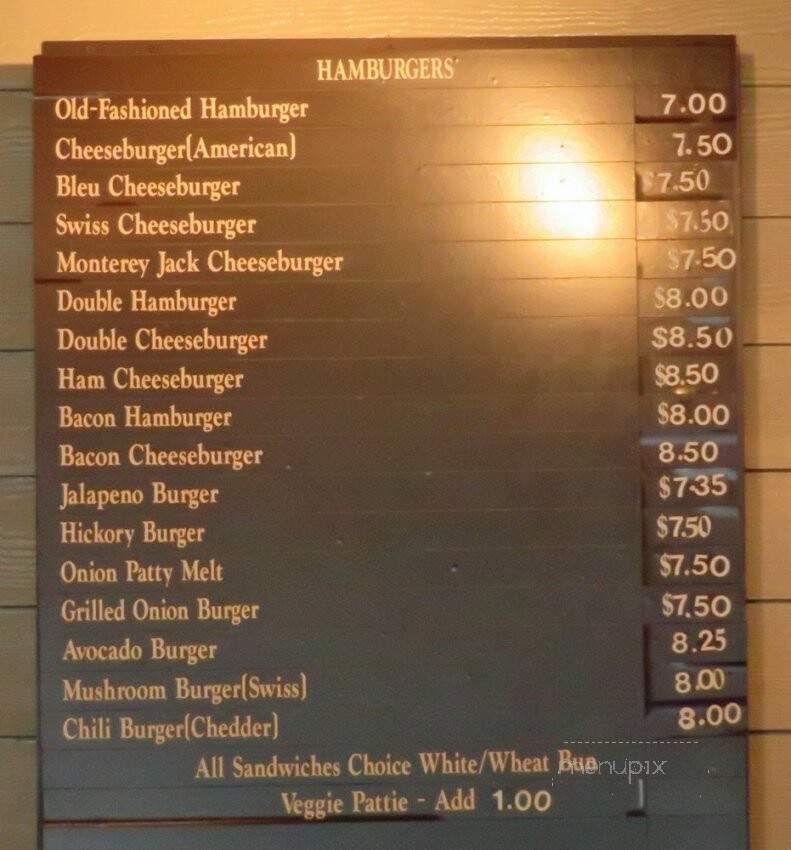 HAMBURGERS
Old-Fashioned Hamburger 7.00
Cheeseburger(American) 7.50
Bleu Cheeseburger $7.50
Swiss Cheeseburger $7.50
Monterey Jack Cheeseburger $7.50
Double Hamburger $8.00
Double Cheeseburger $8.50
Ham Cheeseburger $8.50
Bacon Hamburger $8.00
Bacon Cheeseburger 8.50
Jalapeno Burger $7.35
Hickory Burger $7.50
Onion Patty Melt $7.50
Grilled Onion Burger $7.50
Avocado Burger 8.25
Mushroom Burger(Swiss) 8.00
Chili Burger(Chedder) 8.00
All Sandwiches Choice White/Wheat Bun
menupix
Veggie Pattie - Add 1.00